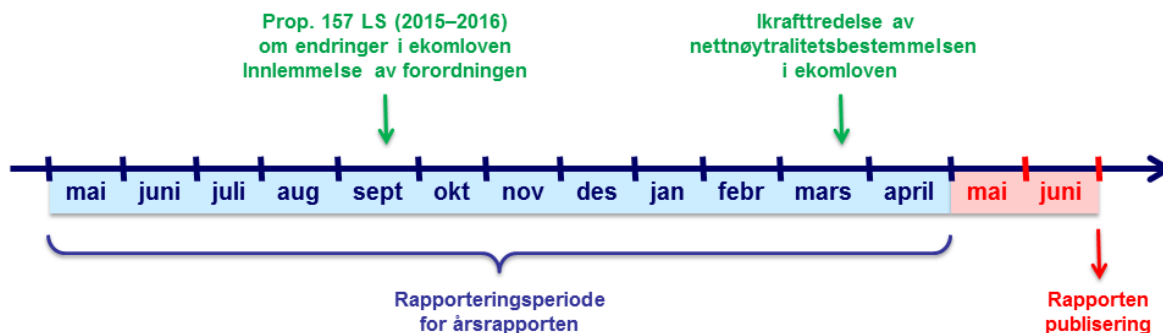 Prop. 157 LS (2015–2016)
om endringer i ekomloven
Innlemmelse av forordningen
Ikrafttredelse av
nettnøytralitetsbestemmelsen
i ekomloven
mai juni juli aug sept okt nov des jan febr mars april mai juni
Rapporteringsperiode
for årsrapporten
Rapporten
publisering